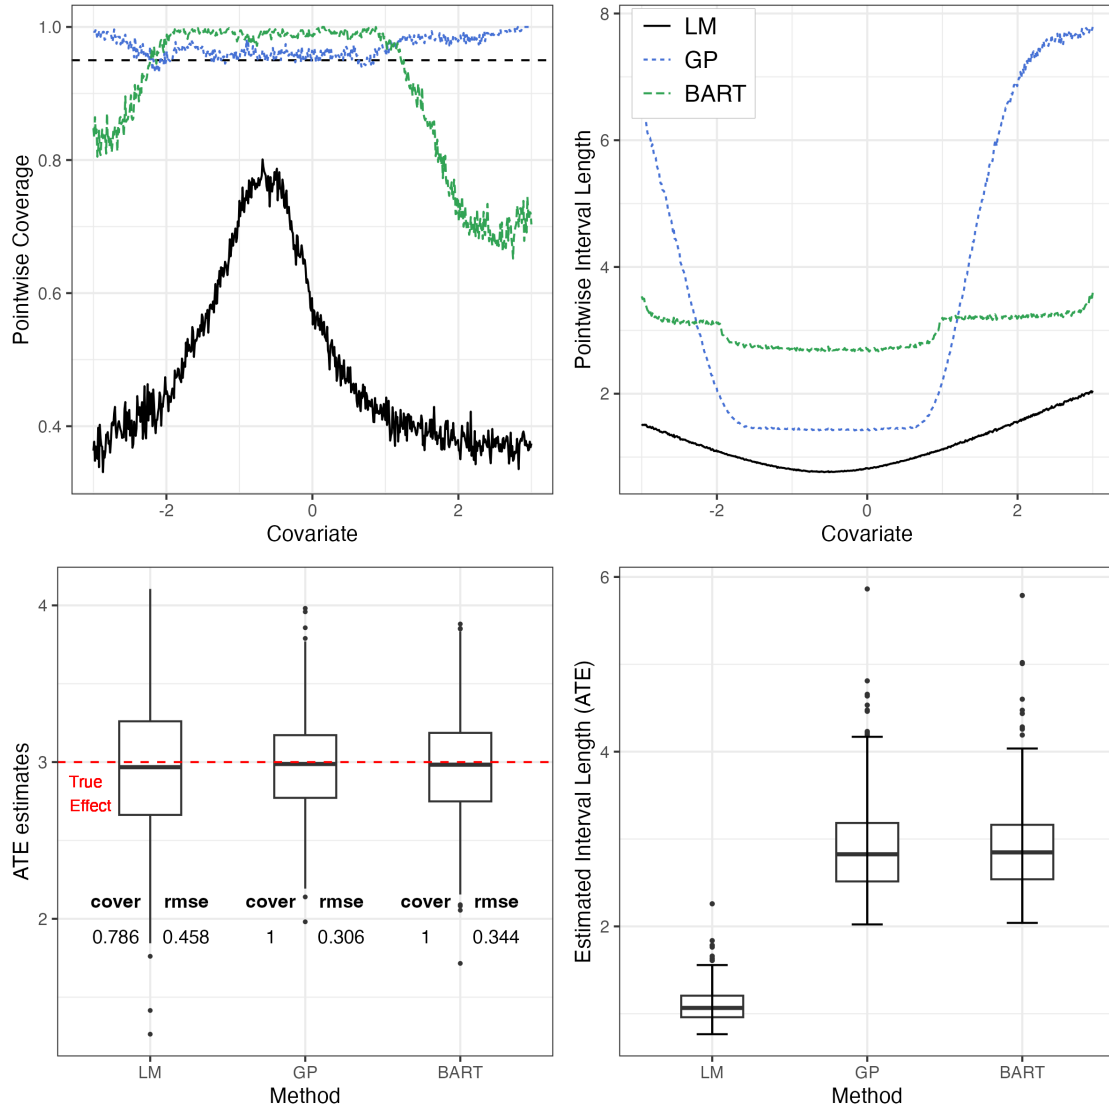 1.0
0.8
0.6
0.4
Pointwise Coverage
-2 0 2
Covariate
8
6
4
2
Pointwise Interval Length
LM
GP
BART
-2 0 2
Covariate
4
3
2
ATE estimates
True
Effect
cover rmse cover rmse cover rmse
0.786 0.458 1 0.306 1 0.344
LM GP BART
Method
6
4
2
Estimated Interval Length (ATE)
LM GP BART
Method